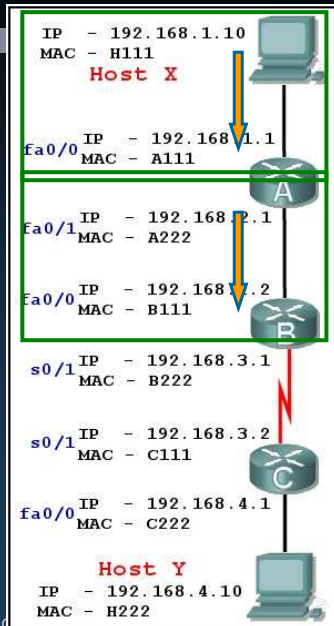 IP - 192.168.1.10
MAC - H111
Host X
fa0/0 IP - 192.168.1.1
MAC - A111
A
fa0/1 IP - 192.168.2.1
MAC - A222
fa0/0 IP - 192.168.2.2
MAC - B111
B
s0/1 IP - 192.168.3.1
MAC - B222
s0/1 IP - 192.168.3.2
MAC - C111
C
fa0/0 IP - 192.168.4.1
MAC - C222
Host Y
IP - 192.168.4.10
MAC - H222